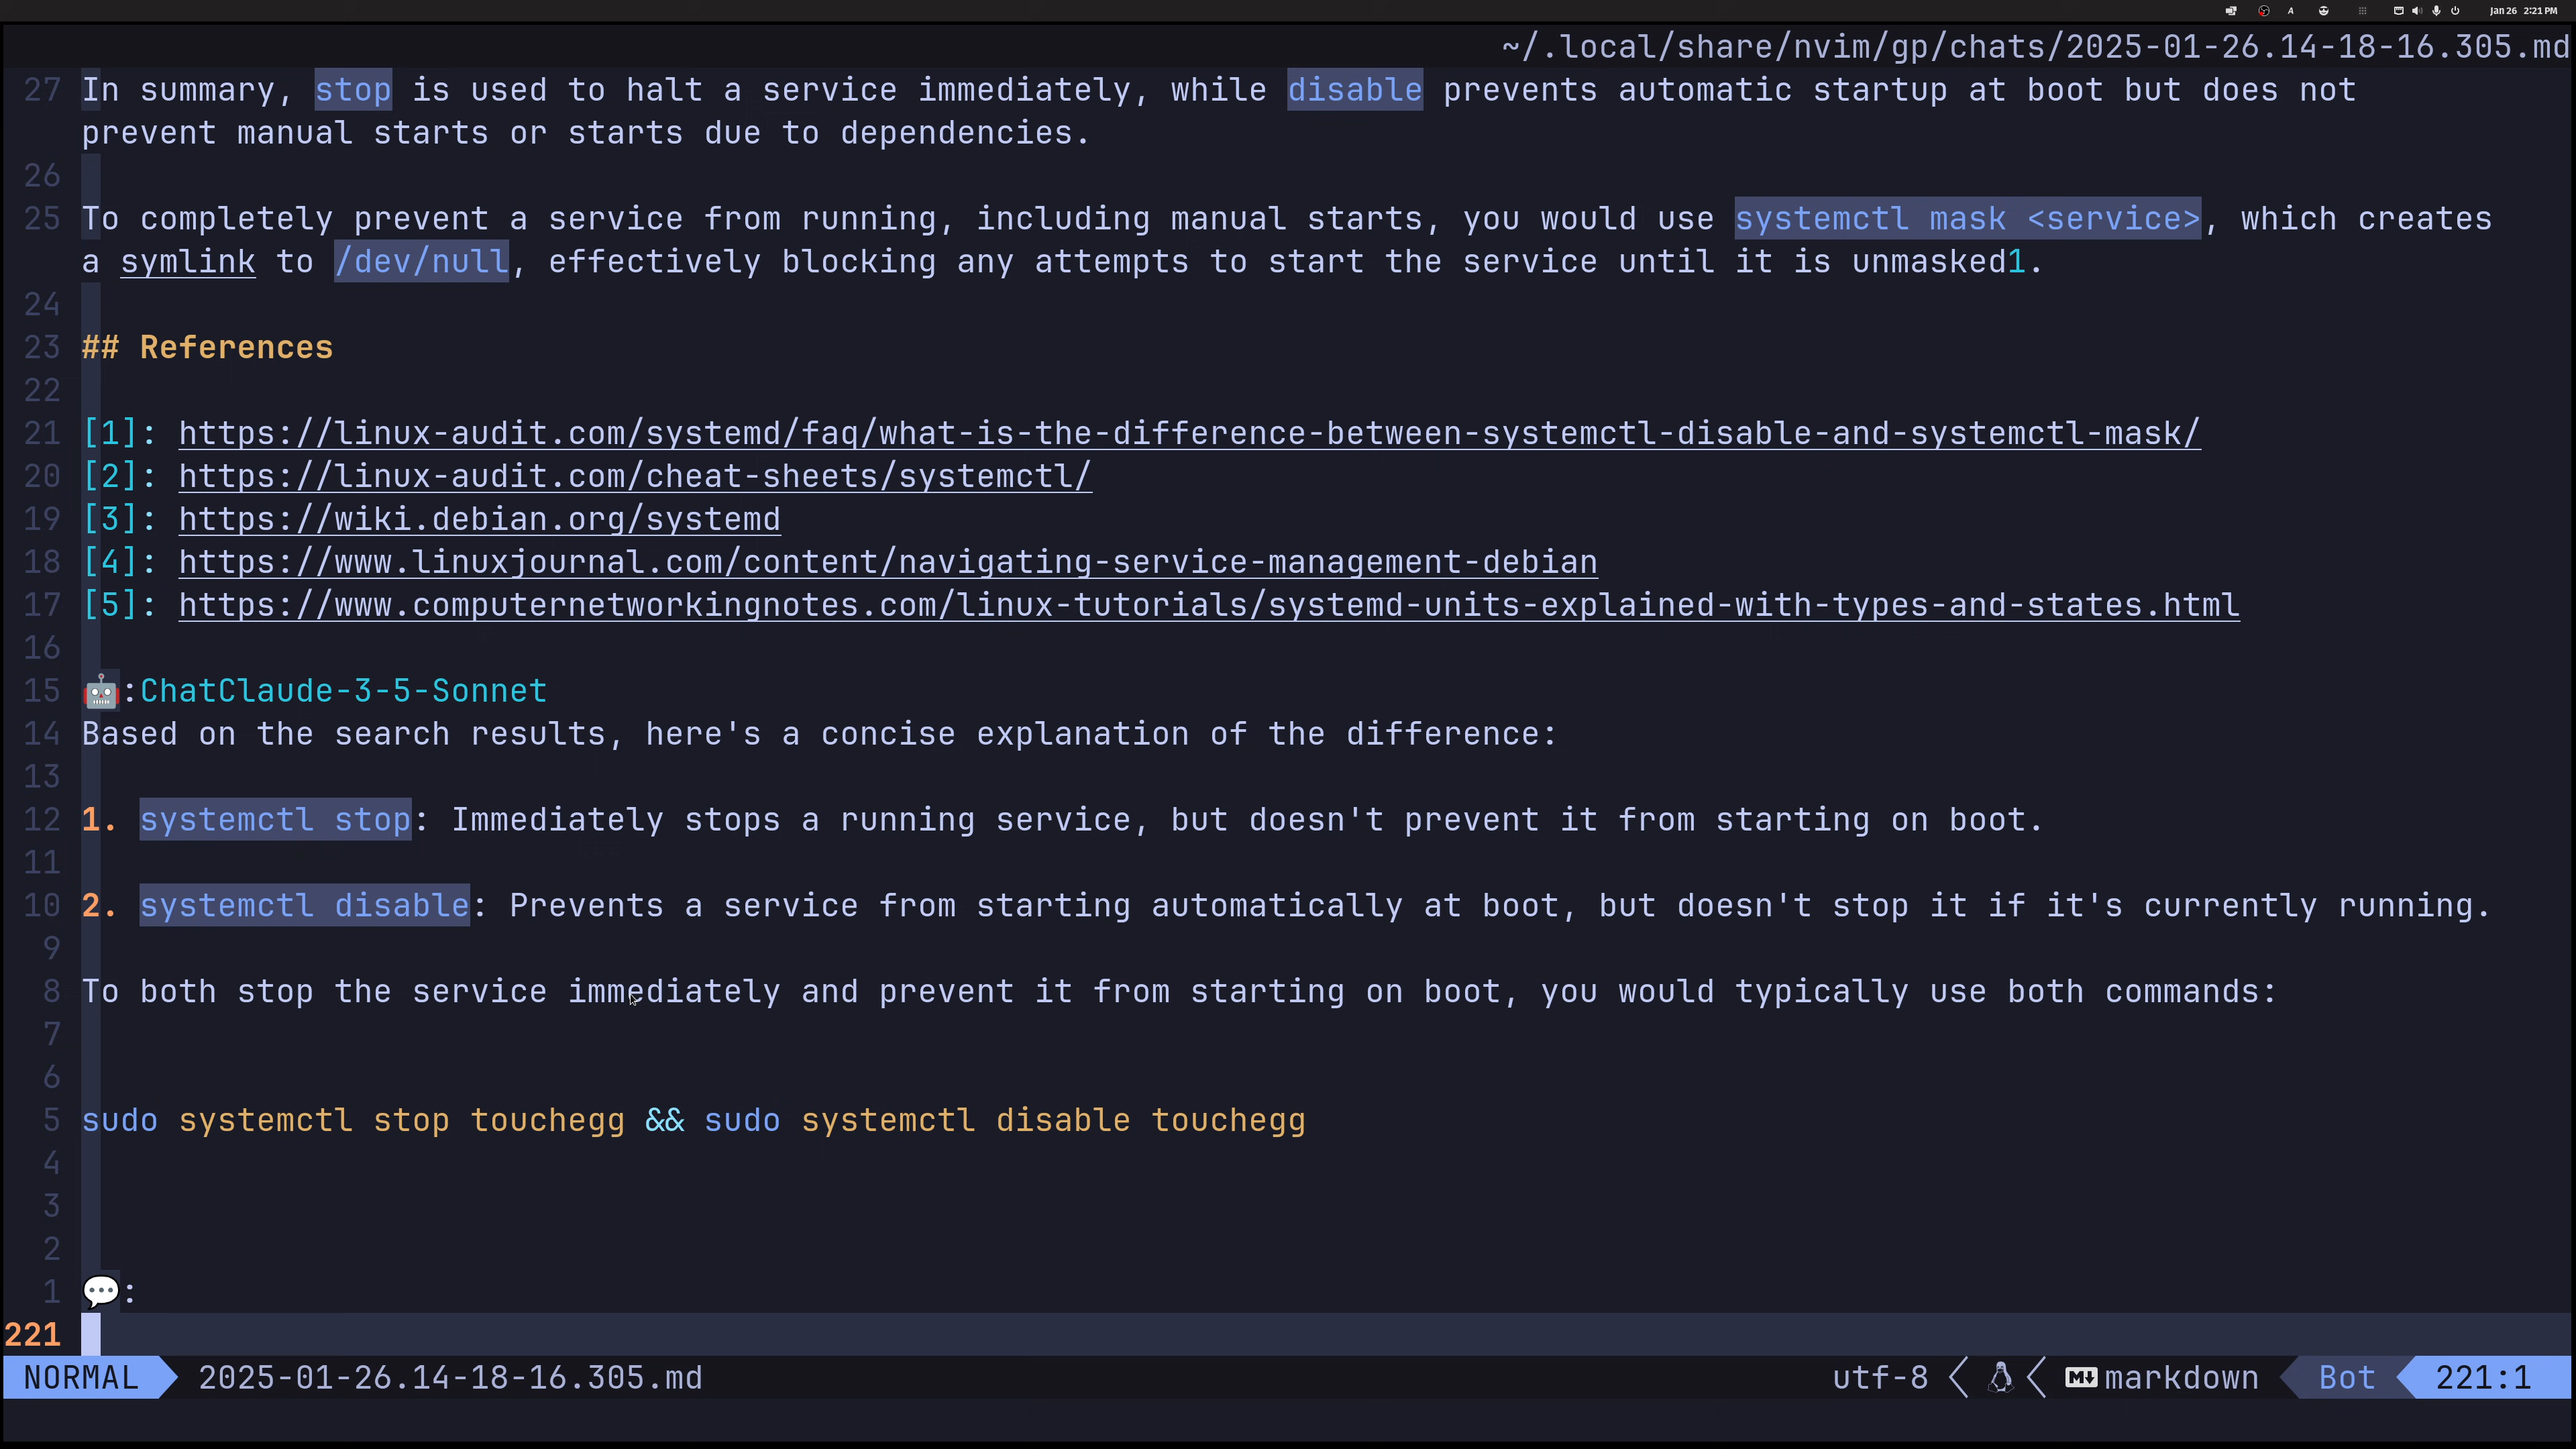 Jan 26 2:21 PM
~/.local/share/nvim/gp/chats/2025-01-26.14-18-16.305.md
27 In summary, stop is used to halt a service immediately, while disable prevents automatic startup at boot but does not
prevent manual starts or starts due to dependencies.
26
25 To completely prevent a service from running, including manual starts, you would use systemctl mask <service>, which creates
a symlink to /dev/null, effectively blocking any attempts to start the service until it is unmasked1.
24
23 ## References
22
21 [1]: https://linux-audit.com/systemd/faq/what-is-the-difference-between-systemctl-disable-and-systemctl-mask/
20 [2]: https://linux-audit.com/cheat-sheets/systemctl/
19 [3]: https://wiki.debian.org/systemd
18 [4]: https://www.linuxjournal.com/content/navigating-service-management-debian
17 [5]: https://www.computernetworkingnotes.com/linux-tutorials/systemd-units-explained-with-types-and-states.html
16
15 🤖:ChatClaude-3-5-Sonnet
14 Based on the search results, here's a concise explanation of the difference:
13
12 1. systemctl stop: Immediately stops a running service, but doesn't prevent it from starting on boot.
11
10 2. systemctl disable: Prevents a service from starting automatically at boot, but doesn't stop it if it's currently running.
9
8 To both stop the service immediately and prevent it from starting on boot, you would typically use both commands:
7
6
5 sudo systemctl stop touchegg && sudo systemctl disable touchegg
4
3
2
1 💬:
221
NORMAL 2025-01-26.14-18-16.305.md utf-8 markdown Bot 221:1